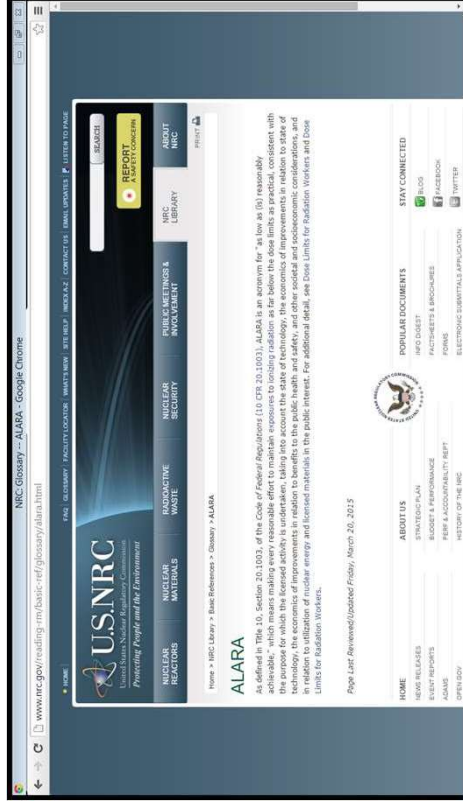 NRC: Glossary -- ALARA - Google Chrome
www.nrc.gov/reading-rm/basic-ref/glossary/alara.html
HOME
FAQ | GLOSSARY | FACILITY LOCATOR | WHAT'S NEW | SITE HELP | INDEX A-Z | CONTACT US | EMAIL UPDATES | LISTEN TO PAGE
U.S.NRC
United States Nuclear Regulatory Commission
Protecting People and the Environment
SEARCH
REPORT
A SAFETY CONCERN
NUCLEAR REACTORS
NUCLEAR MATERIALS
RADIOACTIVE WASTE
NUCLEAR SECURITY
PUBLIC MEETINGS & INVOLVEMENT
NRC LIBRARY
ABOUT NRC
Home > NRC Library > Basic References > Glossary > ALARA
PRINT
ALARA
As defined in Title 10, Section 20.1003, of the Code of Federal Regulations (10 CFR 20.1003), ALARA is an acronym for "as low as (is) reasonably
achievable," which means making every reasonable effort to maintain exposures to ionizing radiation as far below the dose limits as practical, consistent with
the purpose for which the licensed activity is undertaken, taking into account the state of technology, the economics of improvements in relation to state of
technology, the economics of improvements in relation to benefits to the public health and safety, and other societal and socioeconomic considerations, and
in relation to utilization of nuclear energy and licensed materials in the public interest. For additional detail, see Dose Limits for Radiation Workers and Dose
Limits for Radiation Workers.
Page Last Reviewed/Updated Friday, March 20, 2015
HOME
NEWS RELEASES
EVENT REPORTS
ADAMS
OPEN GOV
ABOUT US
STRATEGIC PLAN
BUDGET & PERFORMANCE
PERF & ACCOUNTABILITY REPT
HISTORY OF THE NRC
UNITED STATES NUCLEAR REGULATORY COMMISSION
POPULAR DOCUMENTS
INFO DIGEST
FACTSHEETS & BROCHURES
FORMS
ELECTRONIC SUBMITTALS APPLICATION
STAY CONNECTED
BLOG
FACEBOOK
TWITTER